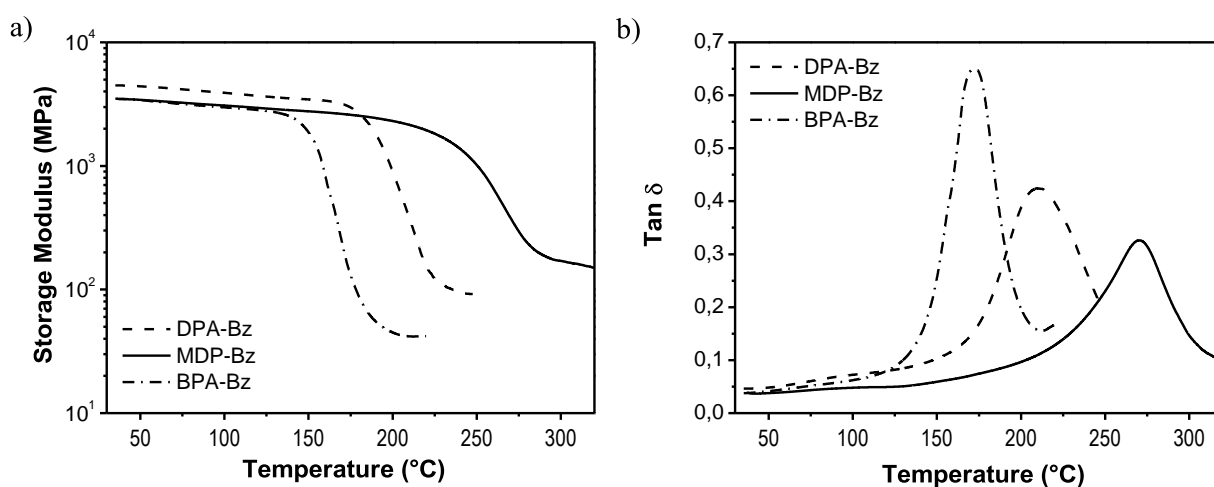 a)
10⁴
10³
10²
10¹
Storage Modulus (MPa)
DPA-Bz
MDP-Bz
BPA-Bz
50 100 150 200 250 300
Temperature (°C)
b)
0,7
0,6
0,5
0,4
0,3
0,2
0,1
0,0
Tan δ
DPA-Bz
MDP-Bz
BPA-Bz
50 100 150 200 250 300
Temperature (°C)